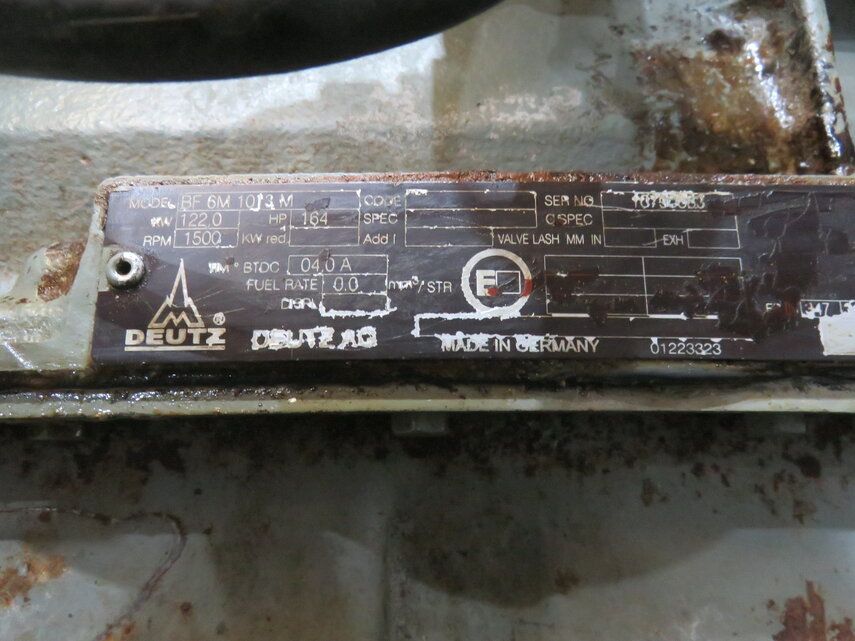 MODEL BF 6M 1013 M CODE SER NO
KW 122,0 HP 164 SPEC C SPEC
RPM 1500 KW red. Add l VALVE LASH MM IN EXH
° BTDC 04,0 A
FUEL RATE 0.0 mm³/STR
E
DEUTZ ® DEUTZ AG MADE IN GERMANY 01223323